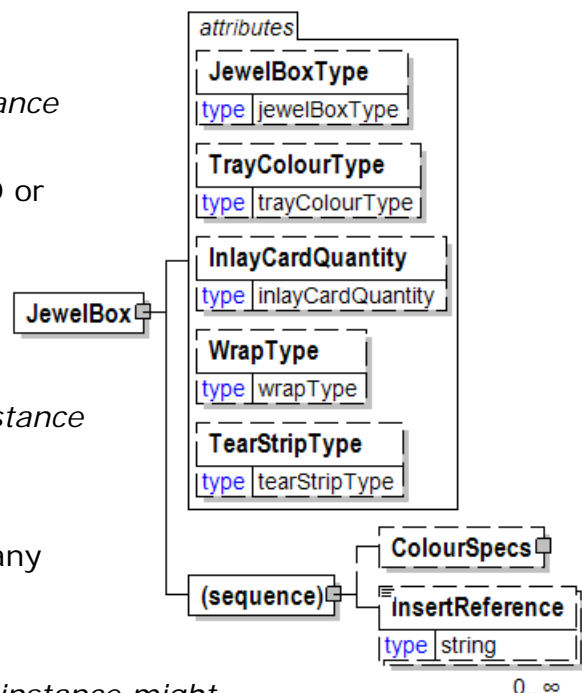 attributes
JewelBoxType
type jewelBoxType
ance
TrayColourType
O or
type trayColourType
InlayCardQuantity
type inlayCardQuantity
JewelBox
WrapType
type wrapType
stance
TearStripType
type tearStripType
any
ColourSpecs
(sequence)
InsertReference
type string
instance might
0 ∞